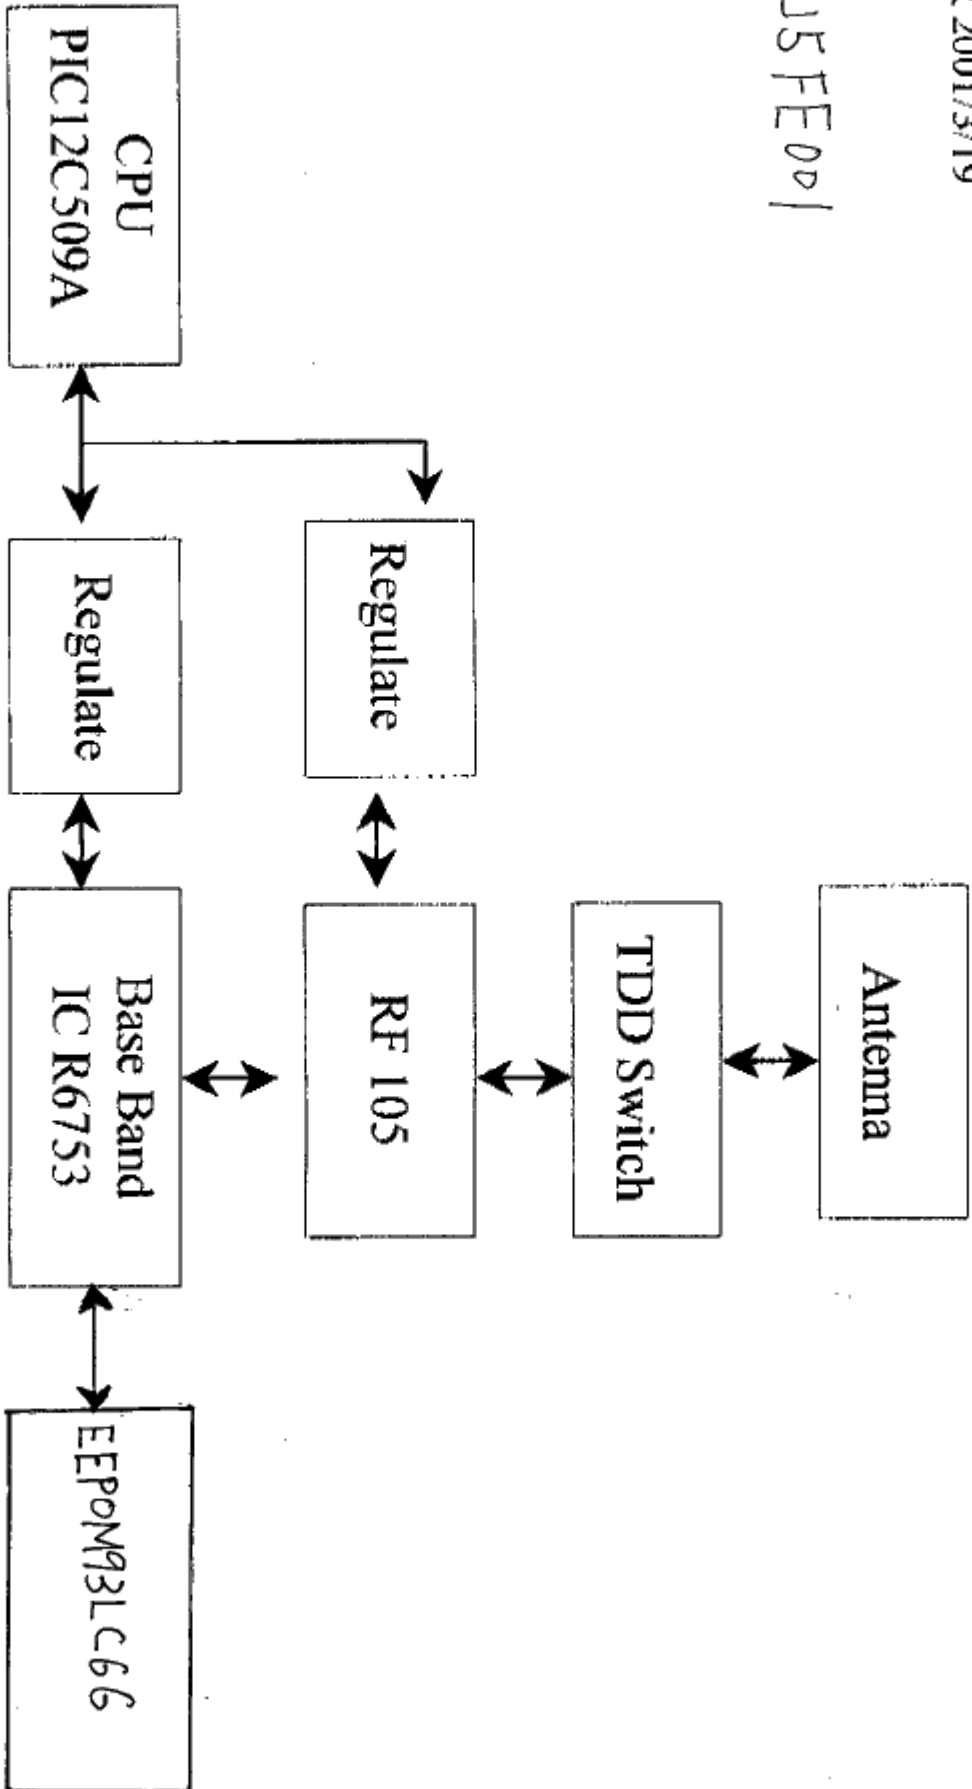 2001/3/19
J5FE001
Antenna
TDD Switch
Regulate
RF 105
CPU
PIC12C509A
Regulate
Base Band
IC R6753
EEPOM93LC66